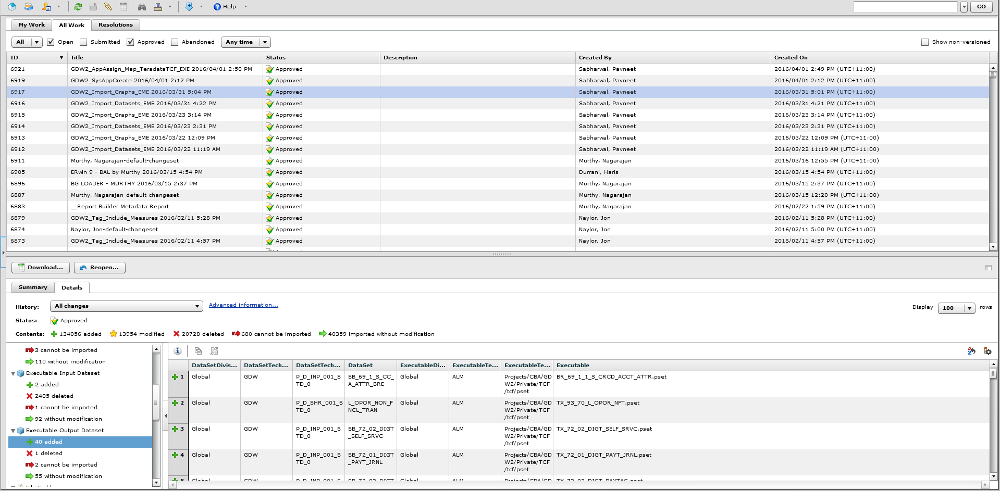 Help GO
My Work All Work Resolutions
All Open Submitted Approved Abandoned Any time Show non-versioned
ID Title Status Description Created By Created On
6921 GDW2_AppAssign_Map_TeradataTCF_EXE 2016/04/01 2:50 PM Approved Sabharwal, Pavneet 2016/04/01 2:49 PM (UTC+11:00)
6919 GDW2_SysAppCreate 2016/04/01 2:12 PM Approved Sabharwal, Pavneet 2016/04/01 2:12 PM (UTC+11:00)
6917 GDW2_Import_Graphs_EME 2016/03/31 5:04 PM Approved Sabharwal, Pavneet 2016/03/31 5:01 PM (UTC+11:00)
6916 GDW2_Import_Datasets_EME 2016/03/31 4:22 PM Approved Sabharwal, Pavneet 2016/03/31 4:21 PM (UTC+11:00)
6915 GDW2_Import_Graphs_EME 2016/03/23 3:14 PM Approved Sabharwal, Pavneet 2016/03/23 3:14 PM (UTC+11:00)
6914 GDW2_Import_Datasets_EME 2016/03/23 2:31 PM Approved Sabharwal, Pavneet 2016/03/23 2:31 PM (UTC+11:00)
6913 GDW2_Import_Graphs_EME 2016/03/22 12:09 PM Approved Sabharwal, Pavneet 2016/03/22 12:09 PM (UTC+11:00)
6912 GDW2_Import_Datasets_EME 2016/03/22 11:19 AM Approved Sabharwal, Pavneet 2016/03/22 11:19 AM (UTC+11:00)
6911 Murthy, Nagarajan-default-changeset Approved Murthy, Nagarajan 2016/03/16 12:55 PM (UTC+11:00)
6905 ERwin 9 - BAL by Murthy 2016/03/15 4:54 PM Approved Durrani, Haris 2016/03/15 4:54 PM (UTC+11:00)
6896 BG LOADER - MURTHY 2016/03/15 2:37 PM Approved Murthy, Nagarajan 2016/03/15 2:37 PM (UTC+11:00)
6887 Murthy, Nagarajan-default-changeset Approved Murthy, Nagarajan 2016/03/15 12:20 PM (UTC+11:00)
6883 __Report Builder Metadata Report Approved Murthy, Nagarajan 2016/02/22 1:59 PM (UTC+11:00)
6879 GDW2_Tag_Include_Measures 2016/02/11 5:28 PM Approved Naylor, Jon 2016/02/11 5:28 PM (UTC+11:00)
6874 Naylor, Jon-default-changeset Approved Naylor, Jon 2016/02/11 5:00 PM (UTC+11:00)
6873 GDW2_Tag_Include_Measures 2016/02/11 4:57 PM Approved Naylor, Jon 2016/02/11 4:57 PM (UTC+11:00)
Download... Reopen...
Summary Details
History: All changes Advanced information... Display 100 rows
Status: Approved
Contents: 134056 added 13954 modified 20728 deleted 680 cannot be imported 40359 imported without modification
3 cannot be imported
110 without modification
Executable Input Dataset
2 added
2405 deleted
1 cannot be imported
92 without modification
Executable Output Dataset
40 added
1 deleted
2 cannot be imported
55 without modification
DataSetDivis... DataSetTech... DataSetTech... DataSet ExecutableDi... ExecutableTe... ExecutableTe... Executable
1 Global GDW P_D_INP_001_S SB_69_1_S_CC_ Global ALM Projects/CBA/GD BR_69_1_1_S_CRCD_ACCT_ATTR.pset
TD_0 A_ATTR_BRE W2/Private/TCF
/tcf/pset
2 Global GDW P_D_SHR_001_S L_OPOR_NON_F Global ALM Projects/CBA/GD TX_93_70_L_OPOR_NFT.pset
TD_0 NCL_TRAN W2/Private/TCF
/tcf/pset
3 Global GDW P_D_INP_001_S SB_72_02_DIGT Global ALM Projects/CBA/GD TX_72_02_DIGT_SELF_SRVC.pset
TD_0 _SELF_SRVC W2/Private/TCF
/tcf/pset
4 Global GDW P_D_INP_001_S SB_72_01_DIGT Global ALM Projects/CBA/GD TX_72_01_DIGT_PAYT_JRNL.pset
TD_0 _PAYT_JRNL W2/Private/TCF
/tcf/pset